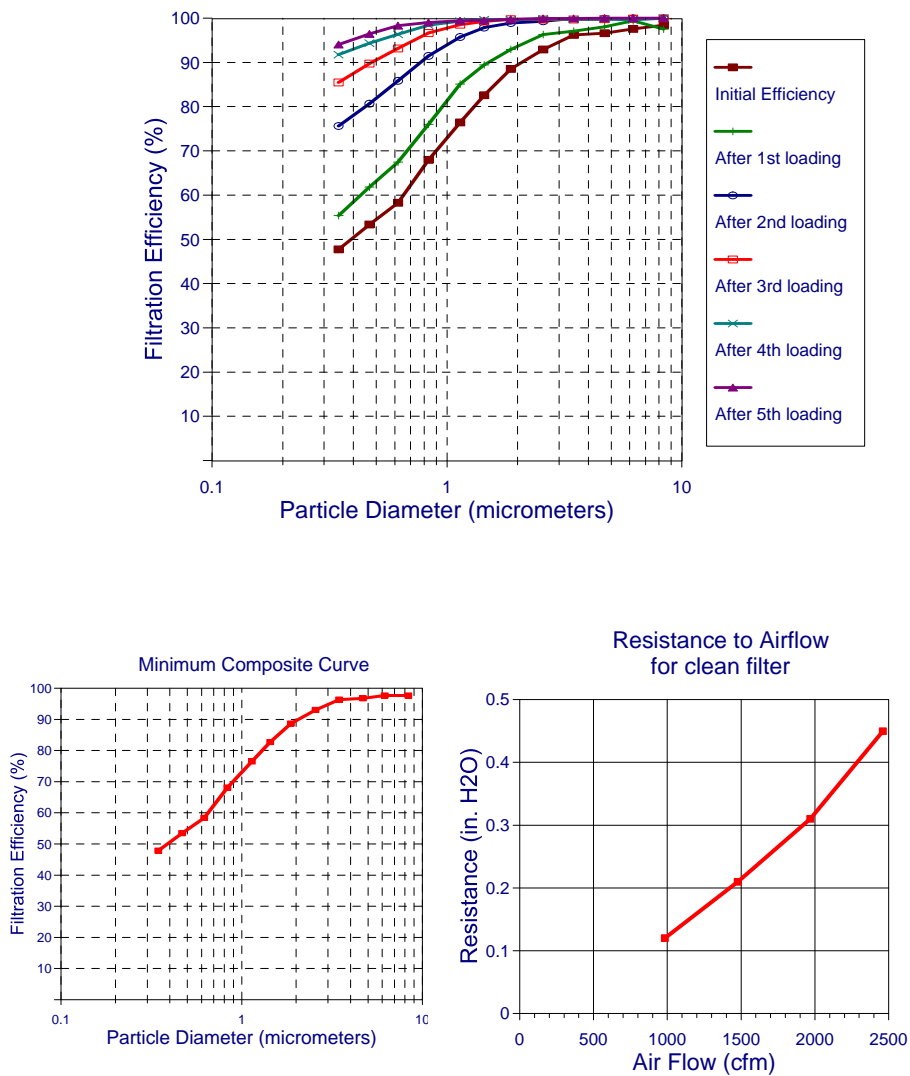 100
90
80
70
60
50
40
30
20
10
Filtration Efficiency (%)
0.1
1
10
Particle Diameter (micrometers)
Initial Efficiency
After 1st loading
After 2nd loading
After 3rd loading
After 4th loading
After 5th loading
Minimum Composite Curve
100
90
80
70
60
50
40
30
20
10
Filtration Efficiency (%)
0.1
1
10
Particle Diameter (micrometers)
Resistance to Airflow
for clean filter
0.5
0.4
0.3
0.2
0.1
0
Resistance (in. H2O)
0
500
1000
1500
2000
2500
Air Flow (cfm)